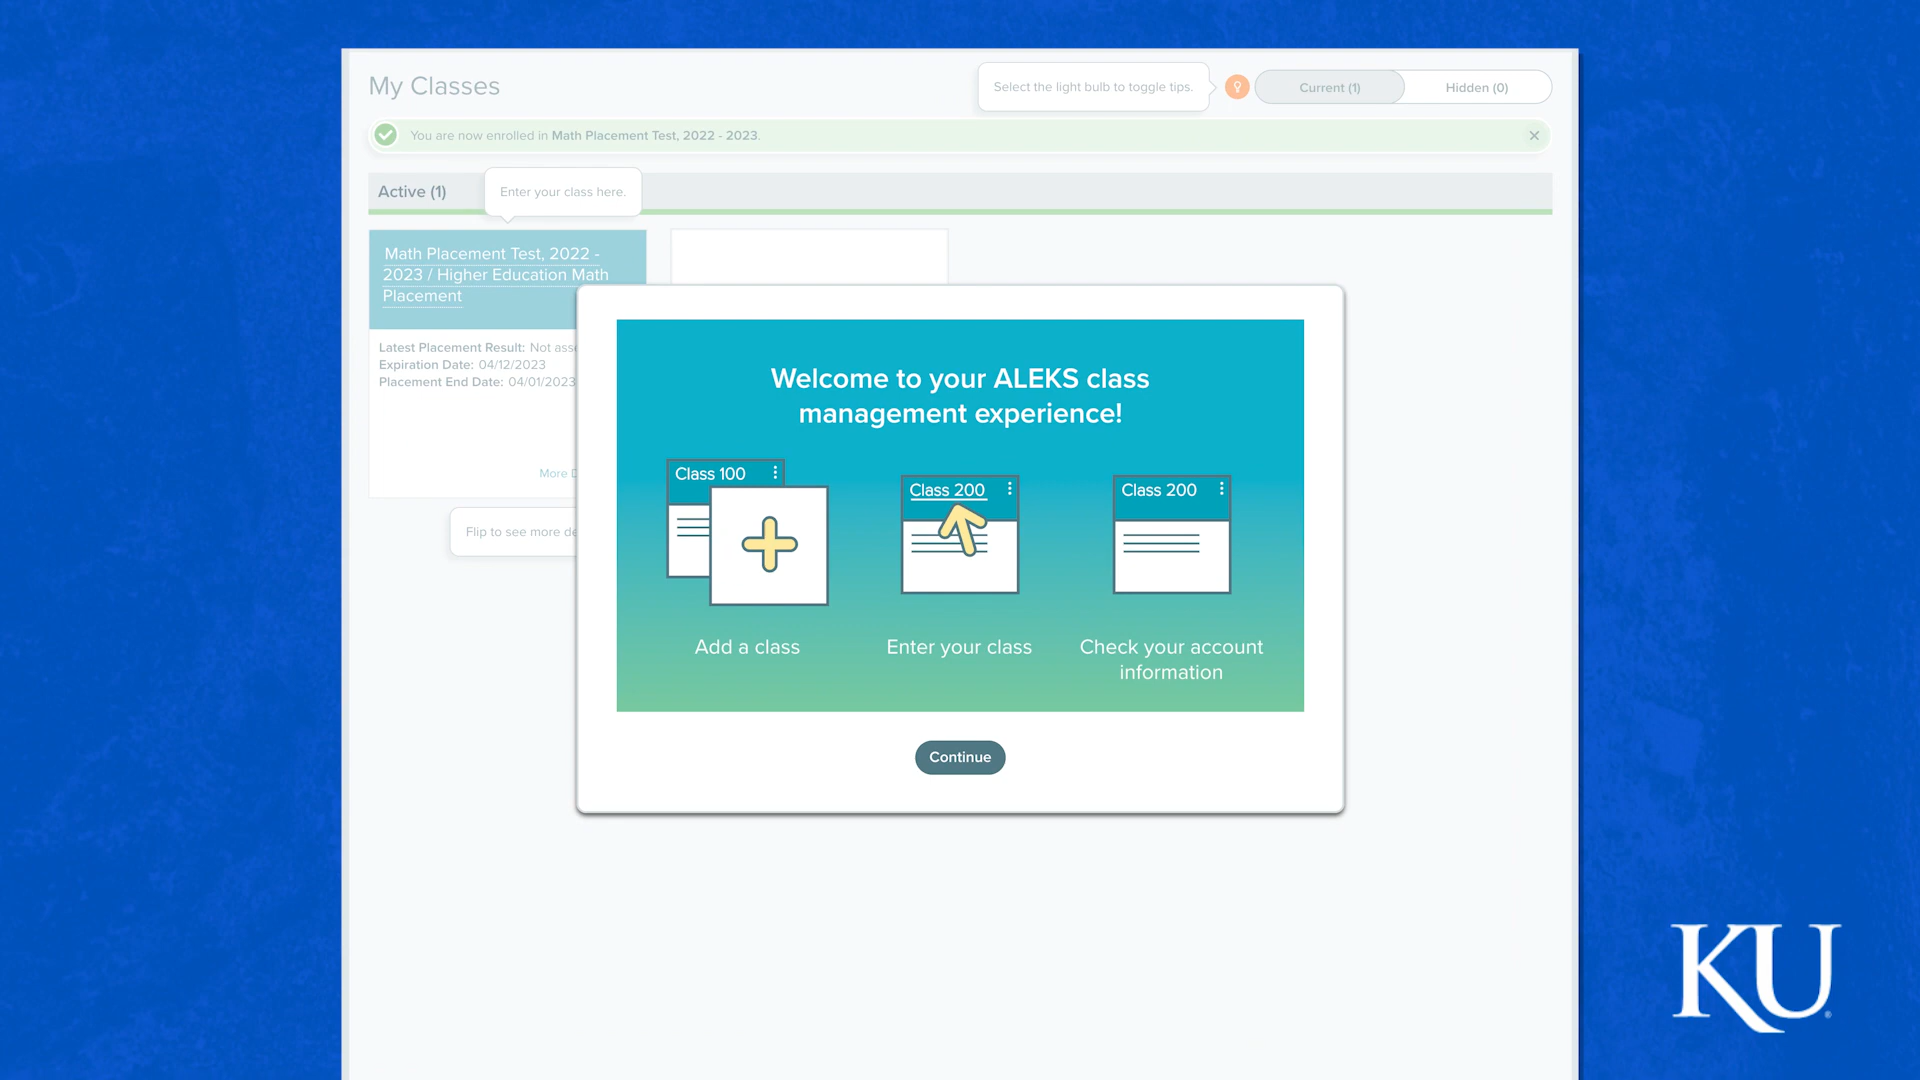 My Classes
Select the light bulb to toggle tips.
Current (1)
Hidden (0)
You are now enrolled in Math Placement Test, 2022 - 2023.
Active (1)
Enter your class here.
Math Placement Test, 2022 -
2023 / Higher Education Math
Placement
Latest Placement Result: Not
Expiration Date: 04/12/2023
Placement End Date: 04/01/2023
More
Flip to see more
Welcome to your ALEKS class
management experience!
Class 100
Class 200
Class 200
Add a class
Enter your class
Check your account
information
Continue
KU